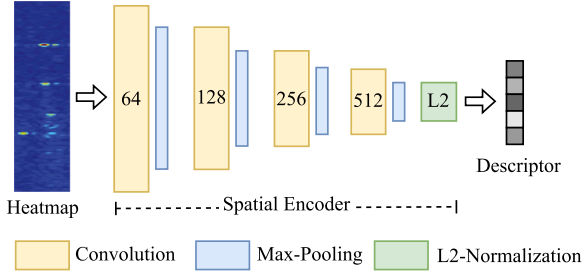 64
128
256
512
L2
Heatmap
Spatial Encoder
Descriptor
Convolution
Max-Pooling
L2-Normalization